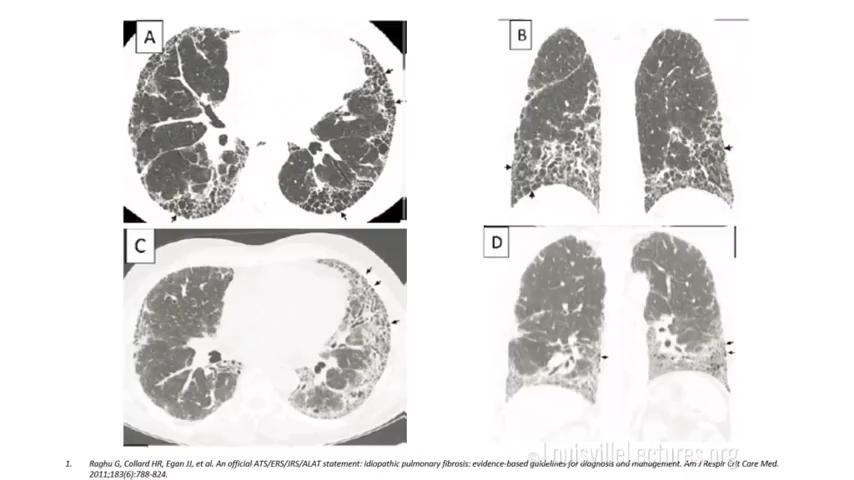 A
B
C
D
©LouisvilleLectures.org
1. Raghu G, Collard HR, Egan JJ, et al. An official ATS/ERS/JRS/ALAT statement: idiopathic pulmonary fibrosis: evidence-based guidelines for diagnosis and management. Am J Respir Crit Care Med.
2011;183(6):788-824.